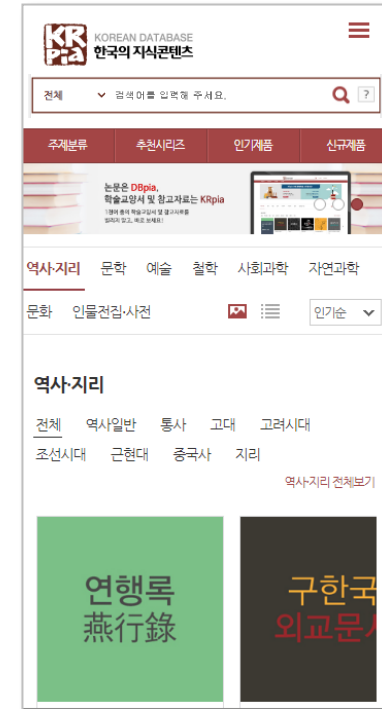 KR
Pia
KOREAN DATABASE
한국의 지식콘텐츠
전체 검색어를 입력해 주세요. ?
주제분류 추천시리즈 인기제품 신규제품
논문은 DBpia,
학술교양서 및 참고자료는 KRpia
역사·지리 문학 예술 철학 사회과학 자연과학
문화 인물전집·사전 인기순
역사·지리
전체 역사일반 통사 고대 고려시대
조선시대 근현대 중국사 지리
역사·지리 전체보기
연행록
燕行錄
구한국
외교문